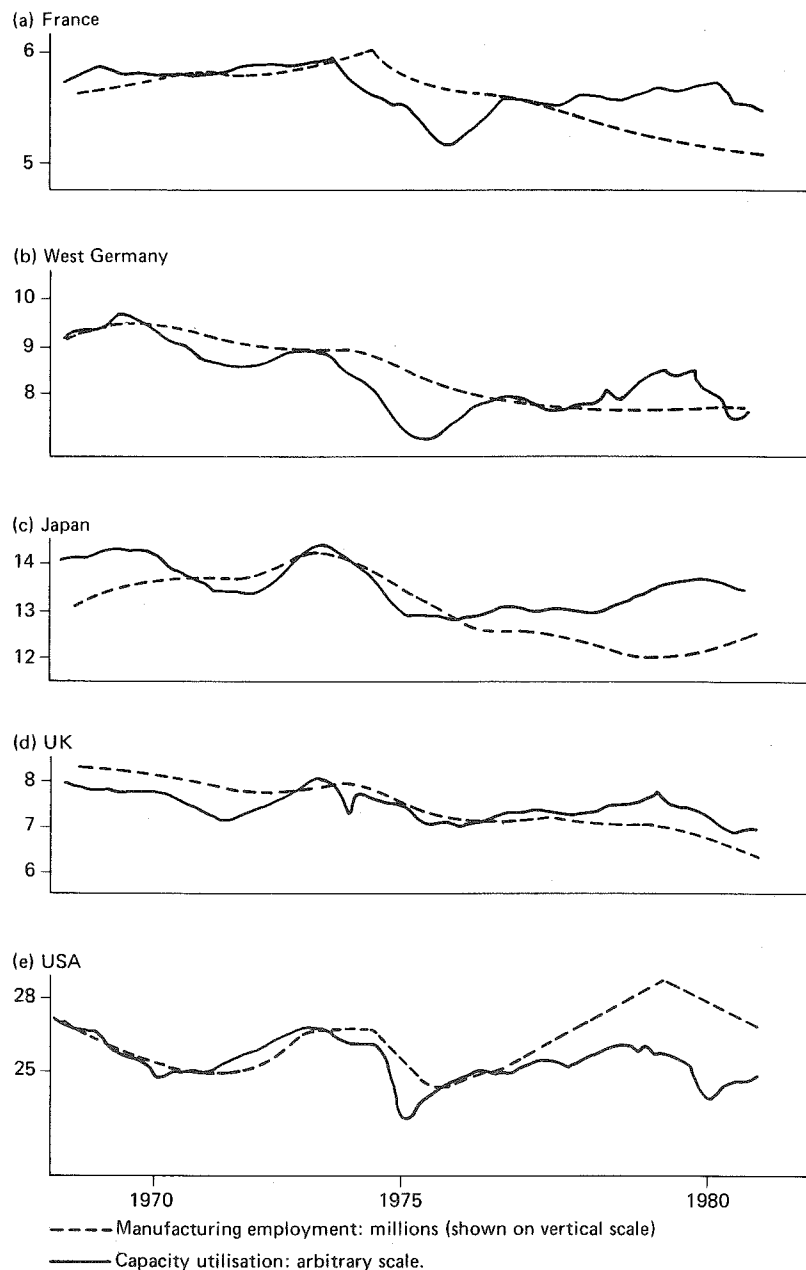 (a) France
6
5
(b) West Germany
10
9
8
(c) Japan
14
13
12
(d) UK
8
7
6
(e) USA
28
25
1970 1975 1980
Manufacturing employment: millions (shown on vertical scale)
Capacity utilisation: arbitrary scale.